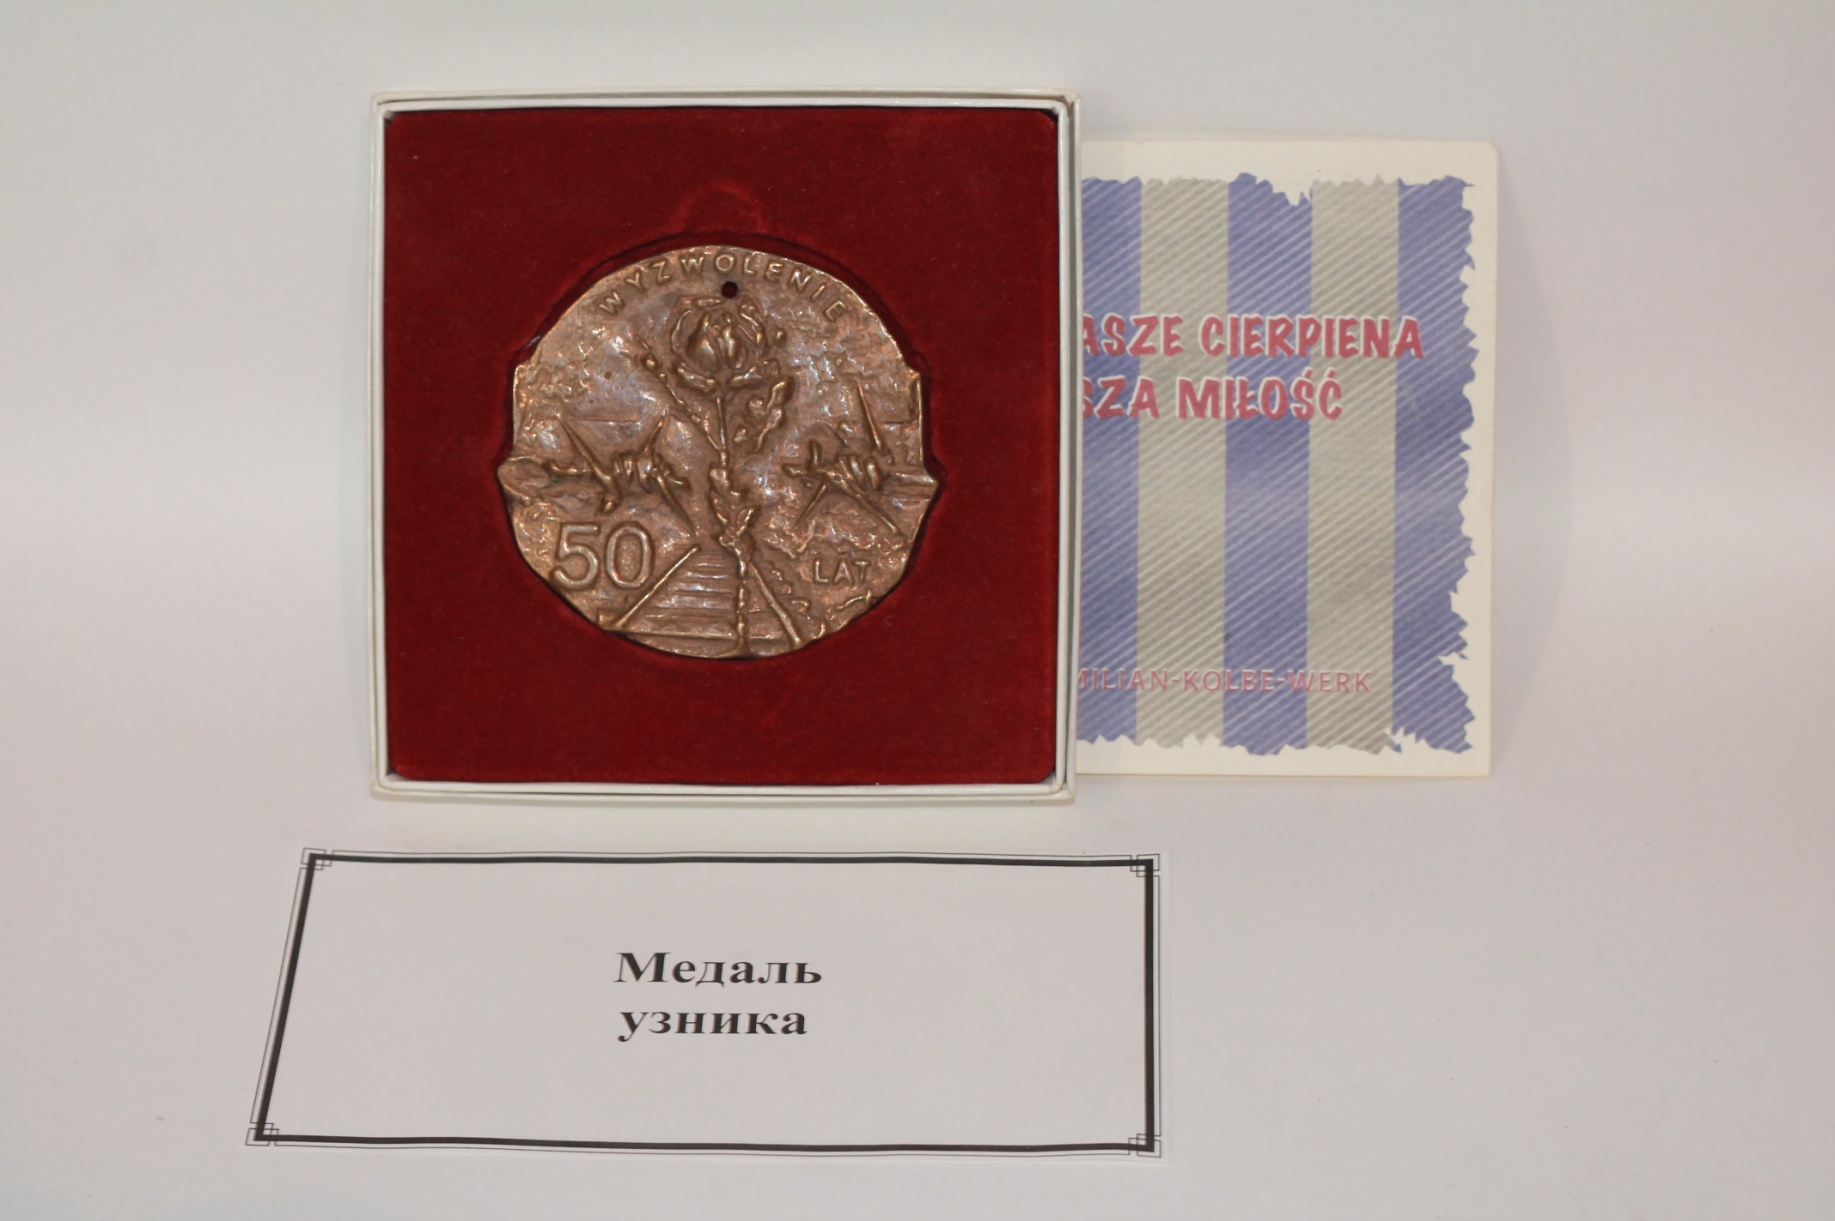 WYZWOLENIE
50 LAT
ASZE CIERPIENA
SZA MIŁOŚĆ
MILIAN-KOLBE-WERK
Медаль
узника